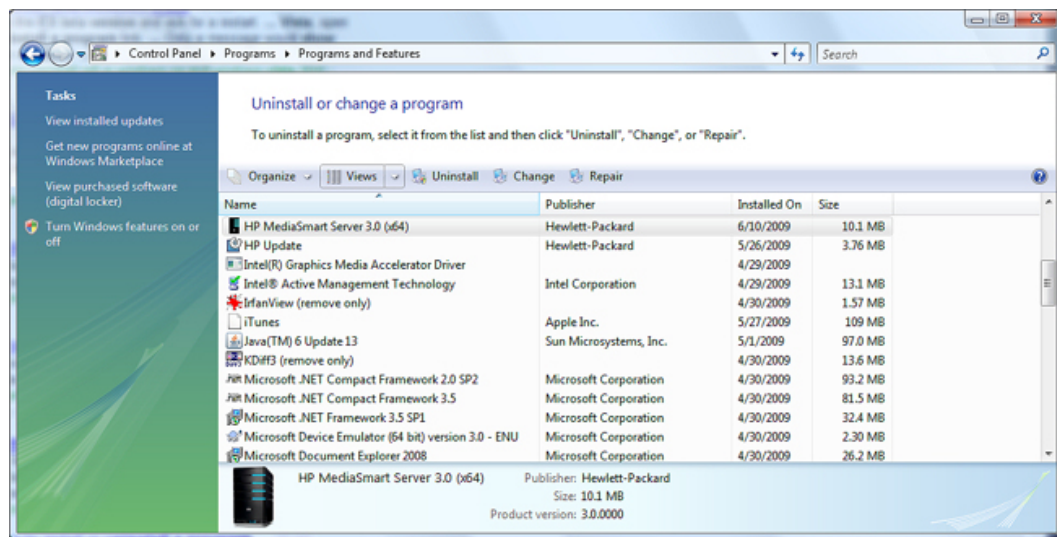 Control Panel Programs Programs and Features Search
Tasks
View installed updates
Get new programs online at
Windows Marketplace
View purchased software
(digital locker)
Turn Windows features on or
off
Uninstall or change a program
To uninstall a program, select it from the list and then click "Uninstall", "Change", or "Repair".
Organize Views Uninstall Change Repair
Name Publisher Installed On Size
HP MediaSmart Server 3.0 (x64) Hewlett-Packard 6/10/2009 10.1 MB
HP Update Hewlett-Packard 5/26/2009 3.76 MB
Intel(R) Graphics Media Accelerator Driver 4/29/2009
Intel® Active Management Technology Intel Corporation 4/29/2009 13.1 MB
IrfanView (remove only) 4/30/2009 1.57 MB
iTunes Apple Inc. 5/27/2009 109 MB
Java(TM) 6 Update 13 Sun Microsystems, Inc. 5/1/2009 97.0 MB
KDiff3 (remove only) 4/30/2009 13.6 MB
Microsoft .NET Compact Framework 2.0 SP2 Microsoft Corporation 4/30/2009 93.2 MB
Microsoft .NET Compact Framework 3.5 Microsoft Corporation 4/30/2009 81.5 MB
Microsoft .NET Framework 3.5 SP1 Microsoft Corporation 4/30/2009 32.4 MB
Microsoft Device Emulator (64 bit) version 3.0 - ENU Microsoft Corporation 4/30/2009 2.30 MB
Microsoft Document Explorer 2008 Microsoft Corporation 4/30/2009 26.2 MB
HP MediaSmart Server 3.0 (x64) Publisher: Hewlett-Packard
Size: 10.1 MB
Product version: 3.0.0000